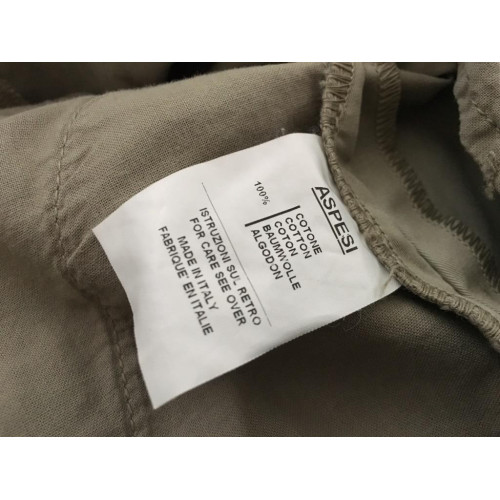 ASPESI
100%
COTONE
COTTON
COTON
BAUMWOLLE
ALGODON
ISTRUZIONI SUL RETRO
FOR CARE SEE OVER
MADE IN ITALY
FABRIQUE' EN ITALIE